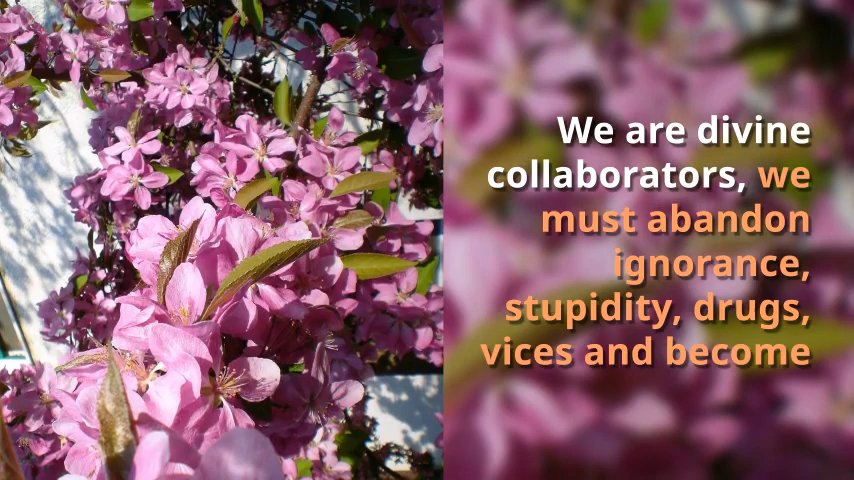 We are divine
collaborators, we
must abandon
ignorance,
stupidity, drugs,
vices and become